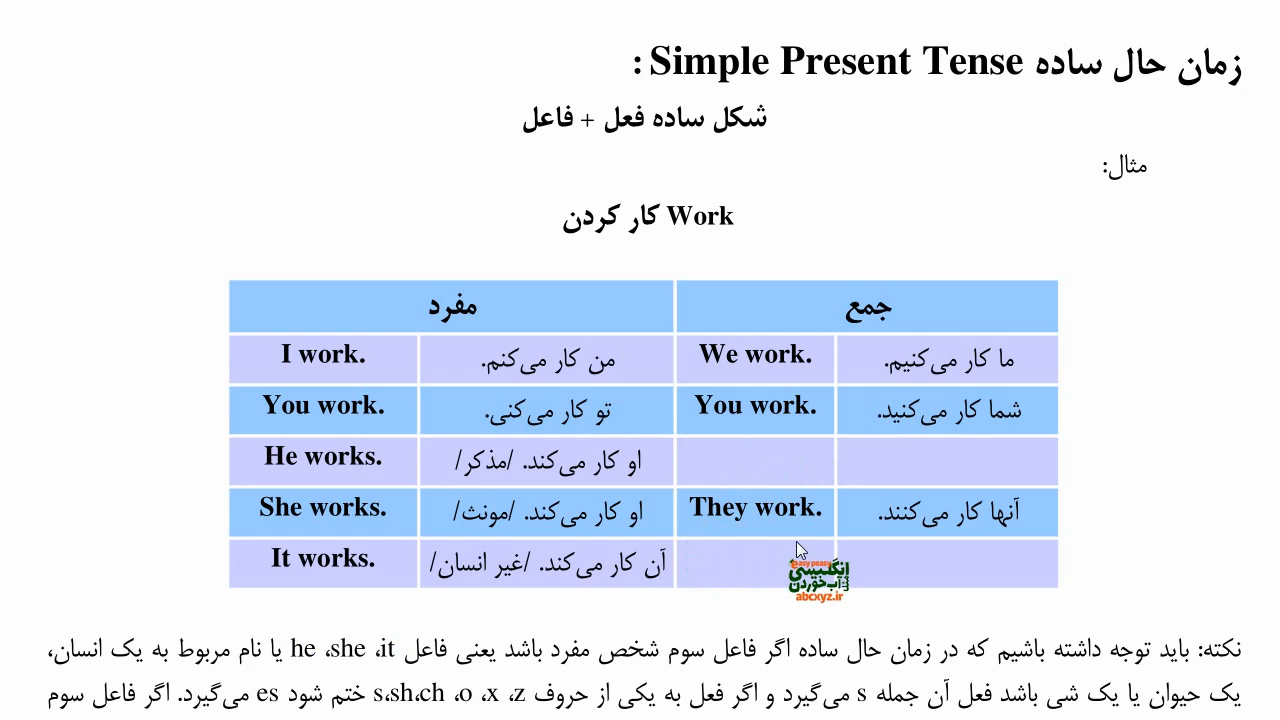 زمان حال ساده Simple Present Tense :
شکل ساده فعل + فاعل
مثال:
Work کار کردن
مفرد جمع
I work. من کار می‌کنم. We work. ما کار می‌کنیم.
You work. تو کار می‌کنی. You work. شما کار می‌کنید.
He works. او کار می‌کند. /مذکر/
She works. او کار می‌کند. /مونث/ They work. آنها کار می‌کنند.
It works. آن کار می‌کند. /غیر انسان/
easy peasy
انگلیسی
آب خوردن
abcxyz.ir
نکته: باید توجه داشته باشیم که در زمان حال ساده اگر فاعل سوم شخص مفرد باشد یعنی فاعل he ،she ،it یا نام مربوط به یک انسان،
یک حیوان یا یک شی باشد فعل آن جمله s می‌گیرد و اگر فعل به یکی از حروف s،sh،ch ،o ،x ،z ختم شود es می‌گیرد. اگر فاعل سوم